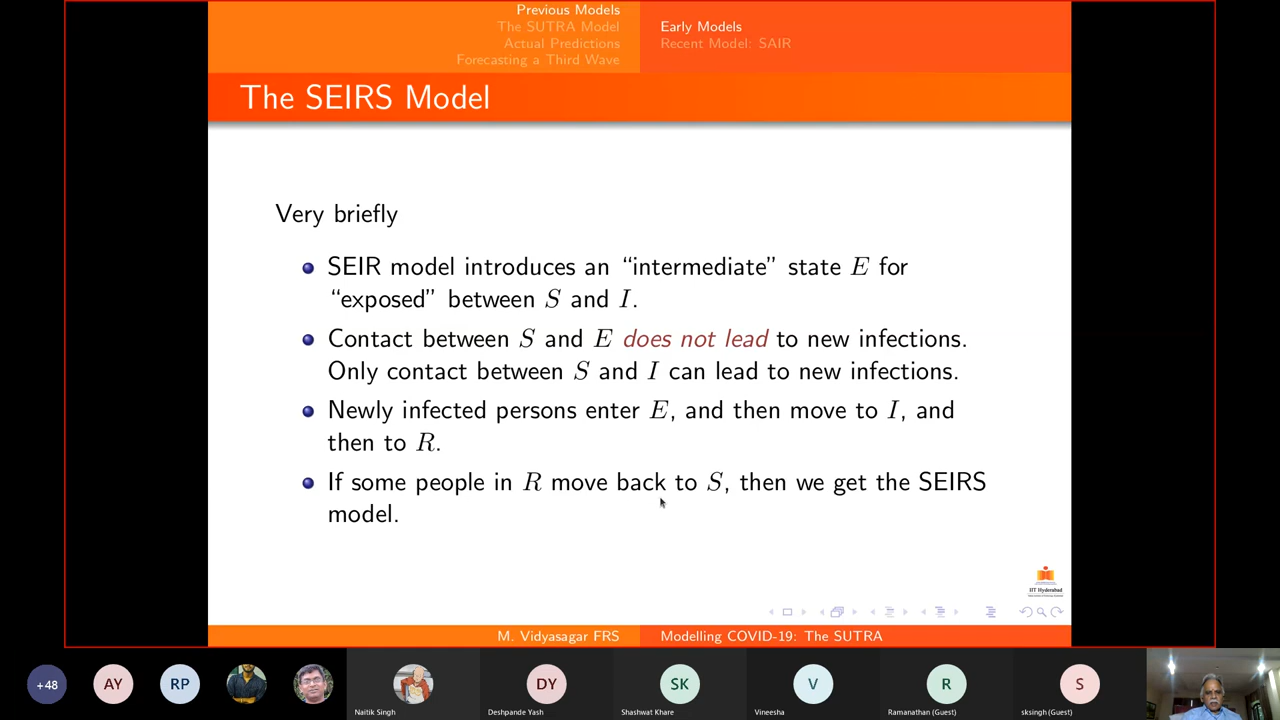 Previous Models
The SUTRA Model
Actual Predictions
Forecasting a Third Wave
Early Models
Recent Model: SAIR
The SEIRS Model
Very briefly
SEIR model introduces an “intermediate” state E for
“exposed” between S and I.
Contact between S and E does not lead to new infections.
Only contact between S and I can lead to new infections.
Newly infected persons enter E, and then move to I, and
then to R.
If some people in R move back to S, then we get the SEIRS
model.
IIT Hyderabad
M. Vidyasagar FRS
Modelling COVID-19: The SUTRA
+48
AY
RP
DY
SK
V
R
S
Naitik Singh
Deshpande Yash
Shashwat Khare
Vineesha
Ramanathan (Guest)
sksingh (Guest)